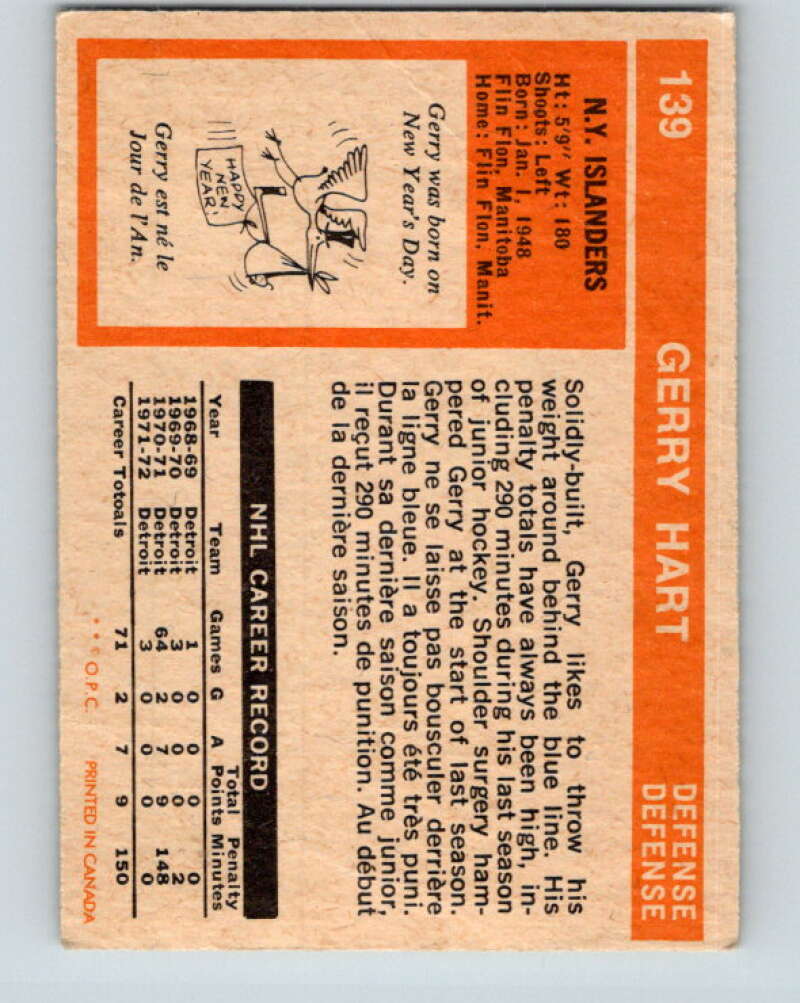 139 GERRY HART DEFENSE
DEFENSE
N.Y. ISLANDERS
Ht: 5'9" Wt: 180
Shoots: Left
Born: Jan. 1, 1948
Flin Flon, Manitoba
Home: Flin Flon, Manit.
Gerry was born on
New Year's Day.
HAPPY
NEW
YEAR!
Gerry est né le
Jour de l'An.
Solidly-built, Gerry likes to throw his
weight around behind the blue line. His
penalty totals have always been high, in-
cluding 290 minutes during his last season
of junior hockey. Shoulder surgery ham-
pered Gerry at the start of last season.
Gerry ne se laisse pas bousculer derrière
la ligne bleue. Il a toujours été très puni.
Durant sa dernière saison comme junior,
il reçut 290 minutes de punition. Au début
de la dernière saison.
NHL CAREER RECORD
Total Penalty
Year Team Games G A Points Minutes
1968-69 Detroit 1 0 0 0 0
1969-70 Detroit 3 0 0 0 2
1970-71 Detroit 64 2 7 9 148
1971-72 Detroit 3 0 0 0 0
Career Totoals 71 2 7 9 150
* * © O.P.C. PRINTED IN CANADA